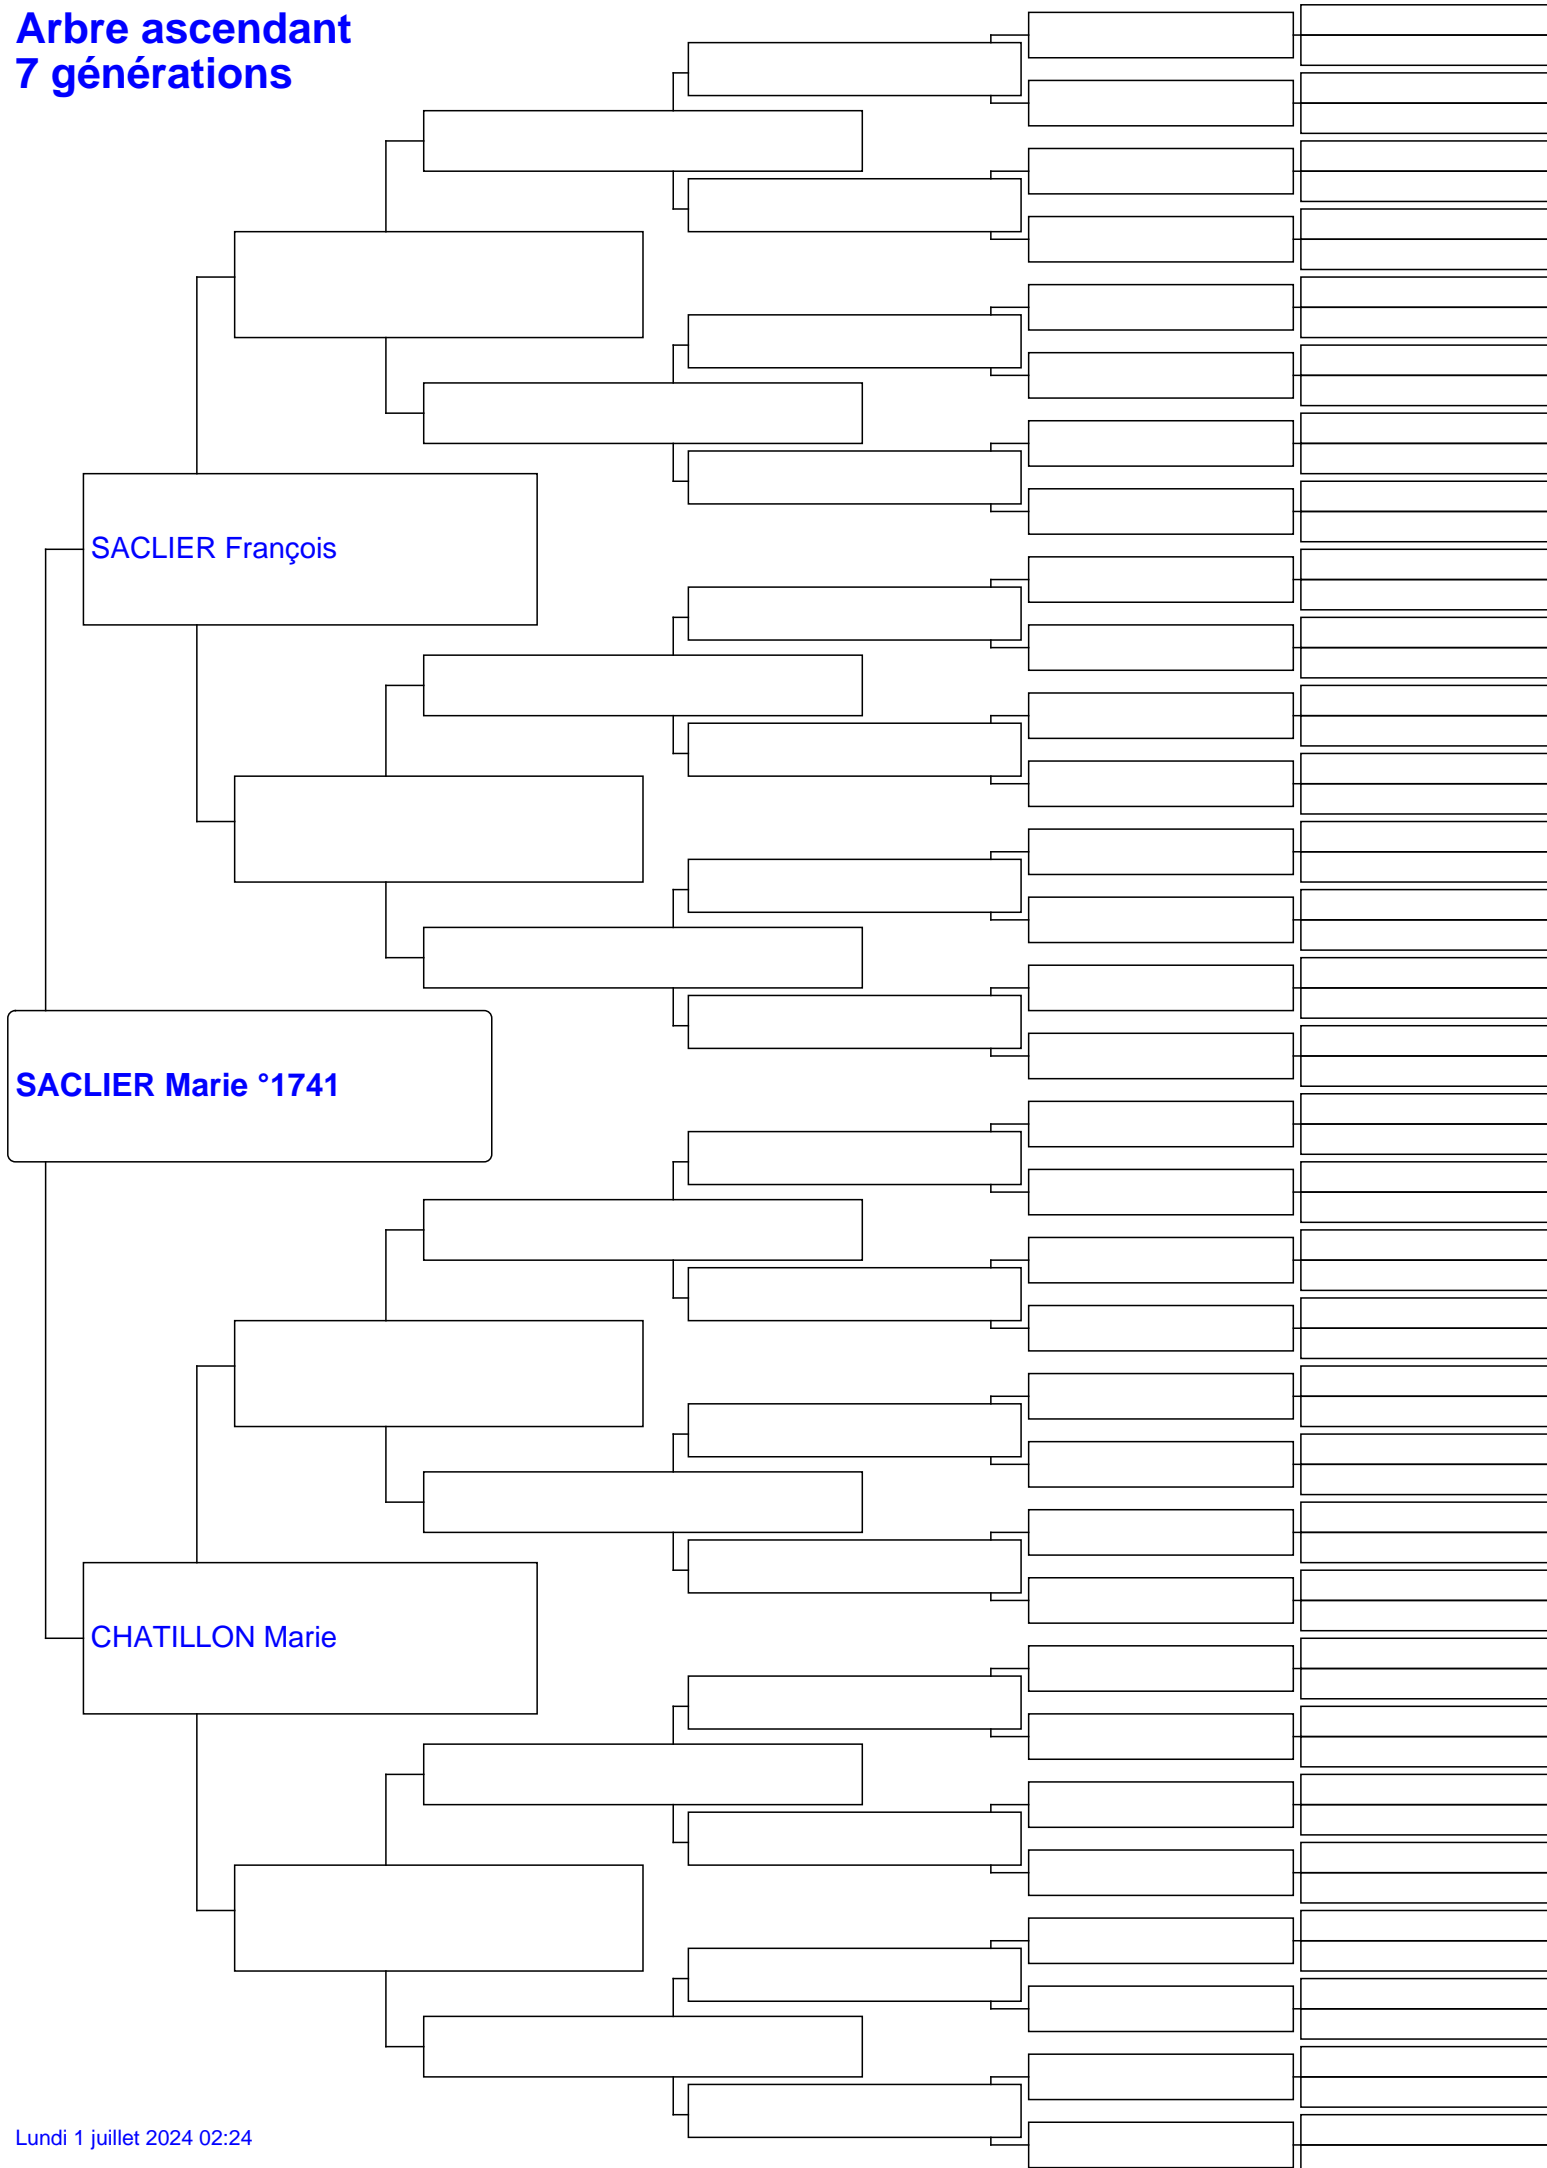 Arbre ascendant
7 générations
SACLIER François
SACLIER Marie °1741
CHATILLON Marie
Lundi 1 juillet 2024 02:24